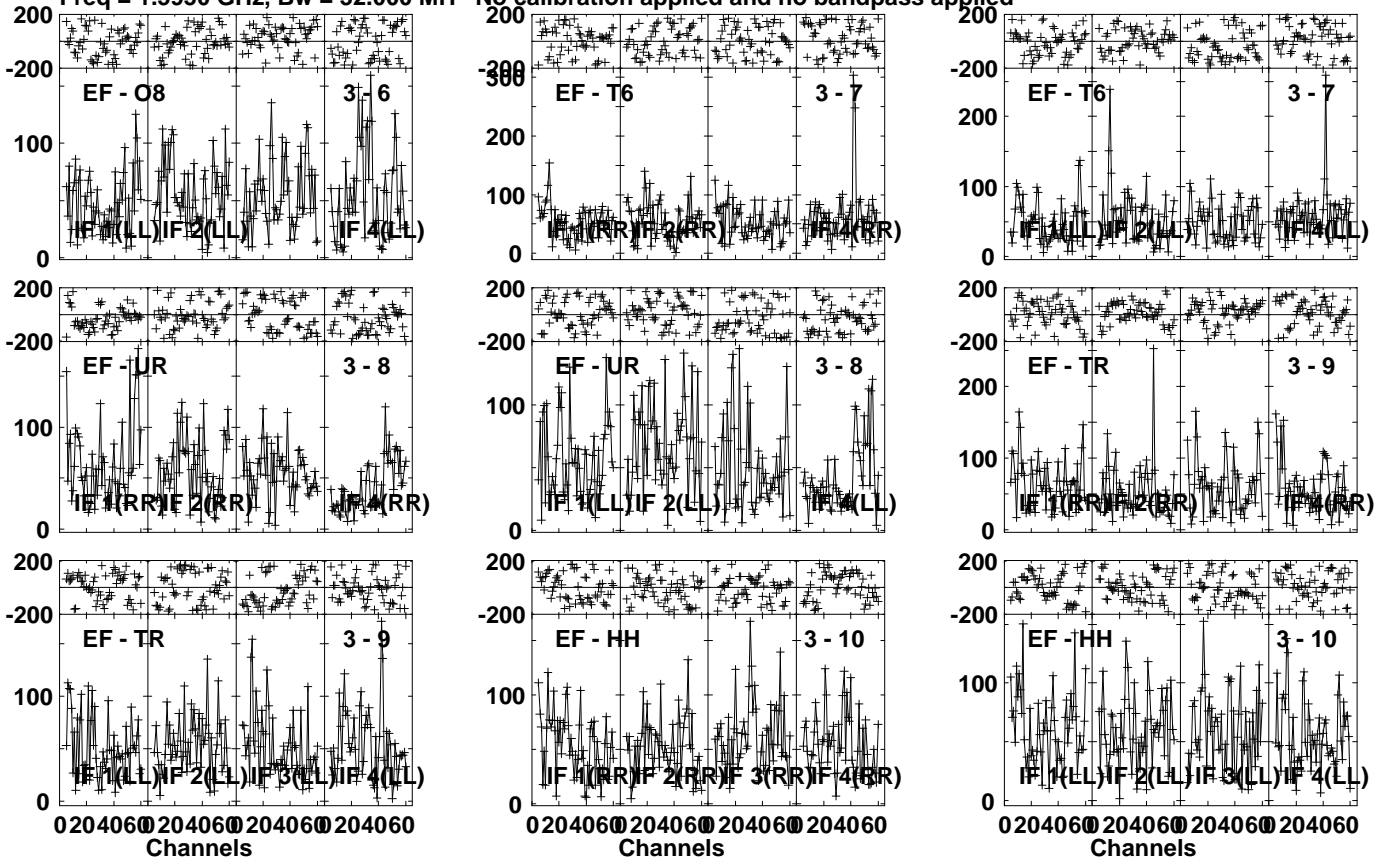 No calibration applied and no bandpass applied
200
-200
EF - O8
3 - 6
100
0
IF 1(LL) IF 2(LL) IF 4(LL)
200
-200
300
EF - T6
3 - 7
200
100
0
IF 1(RR) IF 2(RR) IF 4(RR)
200
-200
EF - T6
3 - 7
200
100
0
IF 1(LL) IF 2(LL) IF 4(LL)
200
-200
EF - UR
3 - 8
100
0
IF 1(RR) IF 2(RR) IF 4(RR)
200
-200
EF - UR
3 - 8
100
0
IF 1(LL) IF 2(LL) IF 4(LL)
200
-200
EF - TR
3 - 9
200
100
0
IF 1(RR) IF 2(RR) IF 4(RR)
200
-200
EF - TR
3 - 9
100
0
IF 1(LL) IF 2(LL) IF 3(LL) IF 4(LL)
0 20 40 60 0 20 40 60 0 20 40 60 0 20 40 60
Channels
200
-200
EF - HH
3 - 10
100
0
IF 1(RR) IF 2(RR) IF 3(RR) IF 4(RR)
0 20 40 60 0 20 40 60 0 20 40 60 0 20 40 60
Channels
200
-200
EF - HH
3 - 10
100
0
IF 1(LL) IF 2(LL) IF 3(LL) IF 4(LL)
0 20 40 60 0 20 40 60 0 20 40 60 0 20 40 60
Channels